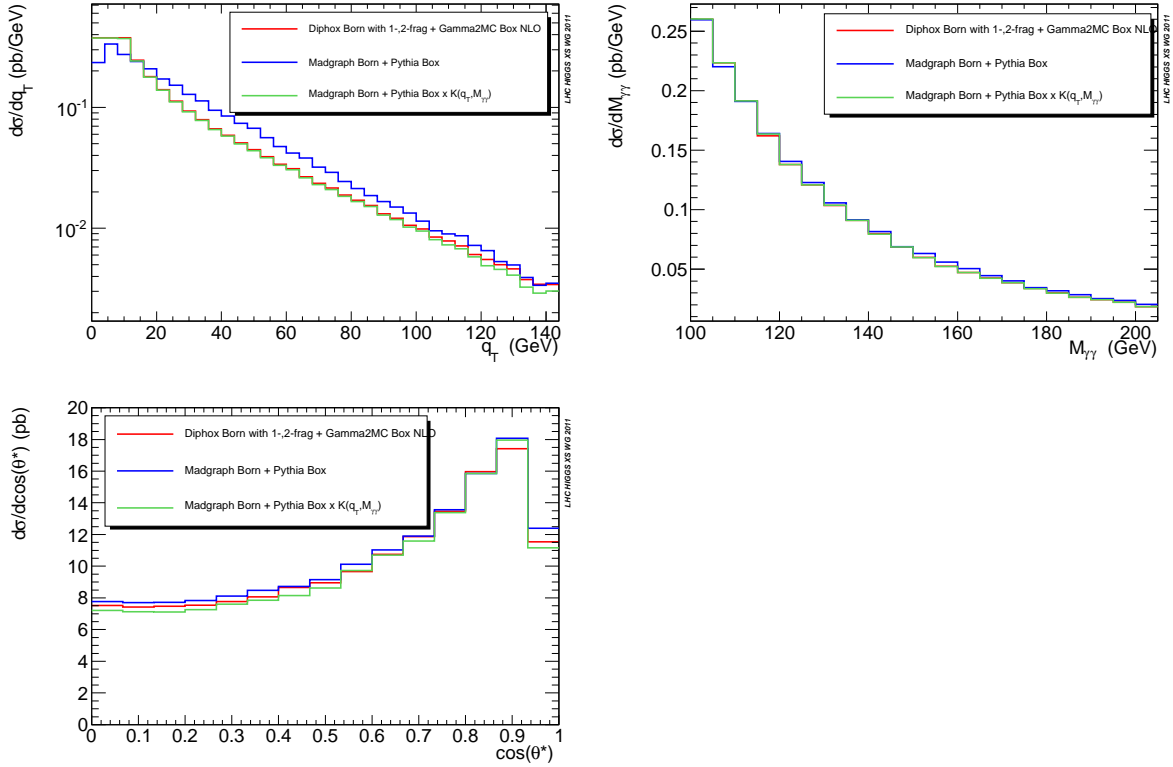 dσ/dq_T [pb/GeV]
10^-1
10^-2
Diphox Born with 1-,2-frag + Gamma2MC Box NLO
Madgraph Born + Pythia Box
Madgraph Born + Pythia Box x K(q_T,M_γγ)
LHC HIGGS XS WG 2011
0 20 40 60 80 100 120 140
q_T (GeV)
dσ/dM_γγ (pb/GeV)
0.25
0.2
0.15
0.1
0.05
Diphox Born with 1-,2-frag + Gamma2MC Box NLO
Madgraph Born + Pythia Box
Madgraph Born + Pythia Box x K(q_T,M_γγ)
LHC HIGGS XS WG 2011
100 120 140 160 180 200
M_γγ (GeV)
dσ/dcos(θ*) (pb)
20
18
16
14
12
10
8
6
4
2
0
Diphox Born with 1-,2-frag + Gamma2MC Box NLO
Madgraph Born + Pythia Box
Madgraph Born + Pythia Box x K(q_T,M_γγ)
LHC HIGGS XS WG 2011
0 0.1 0.2 0.3 0.4 0.5 0.6 0.7 0.8 0.9 1
cos(θ*)